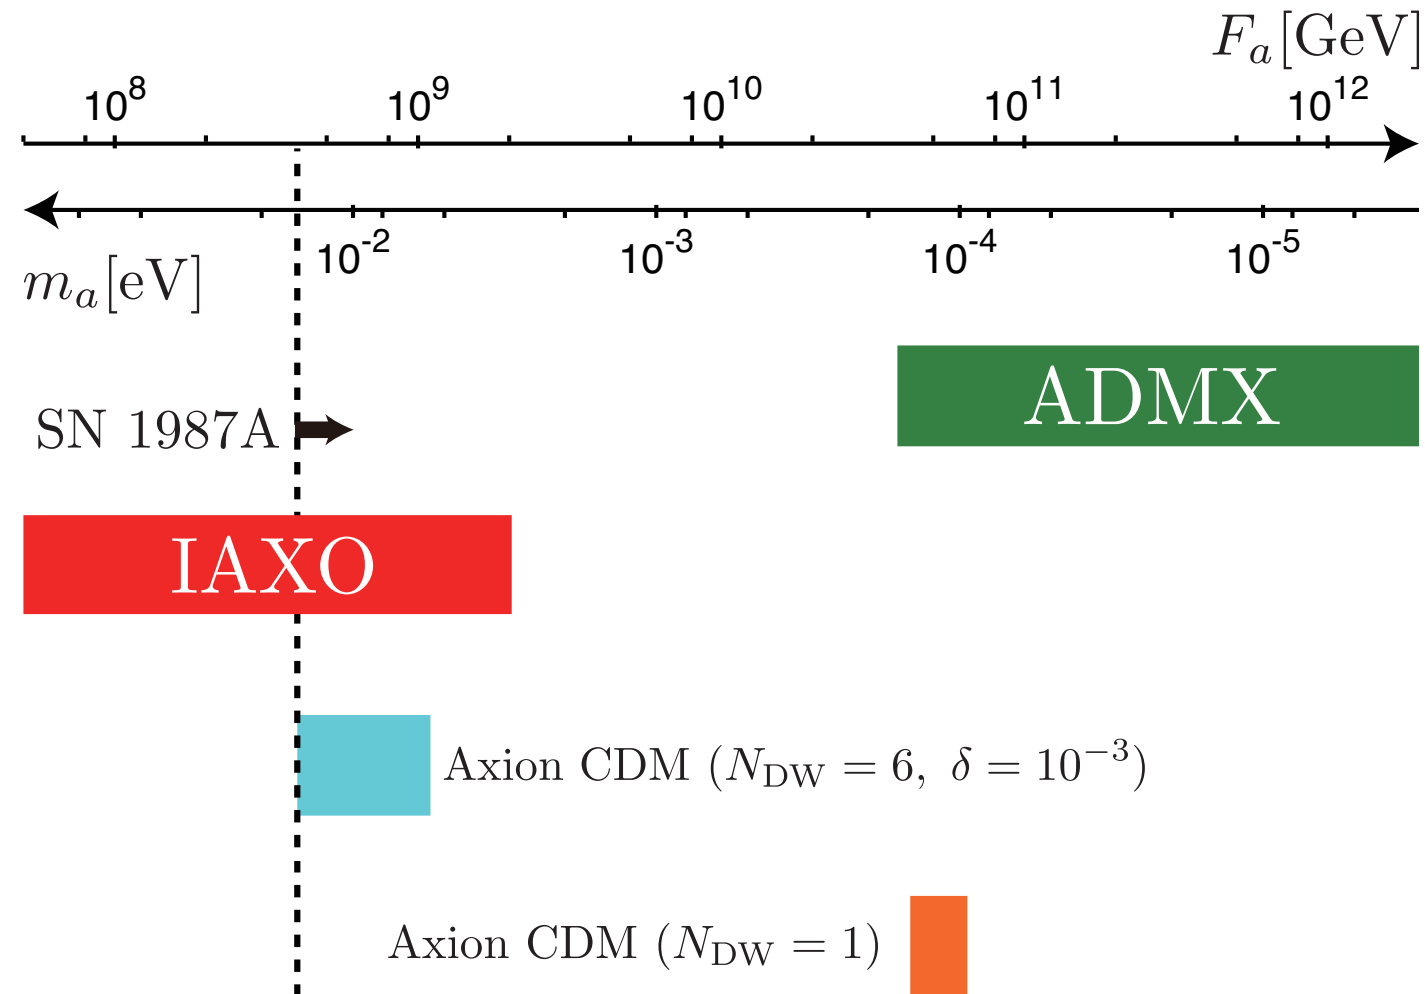 F_a[GeV]
10^8 10^9 10^10 10^11 10^12
10^-2 10^-3 10^-4 10^-5
m_a[eV]
ADMX
SN 1987A
IAXO
Axion CDM (N_DW = 6, δ = 10^−3)
Axion CDM (N_DW = 1)